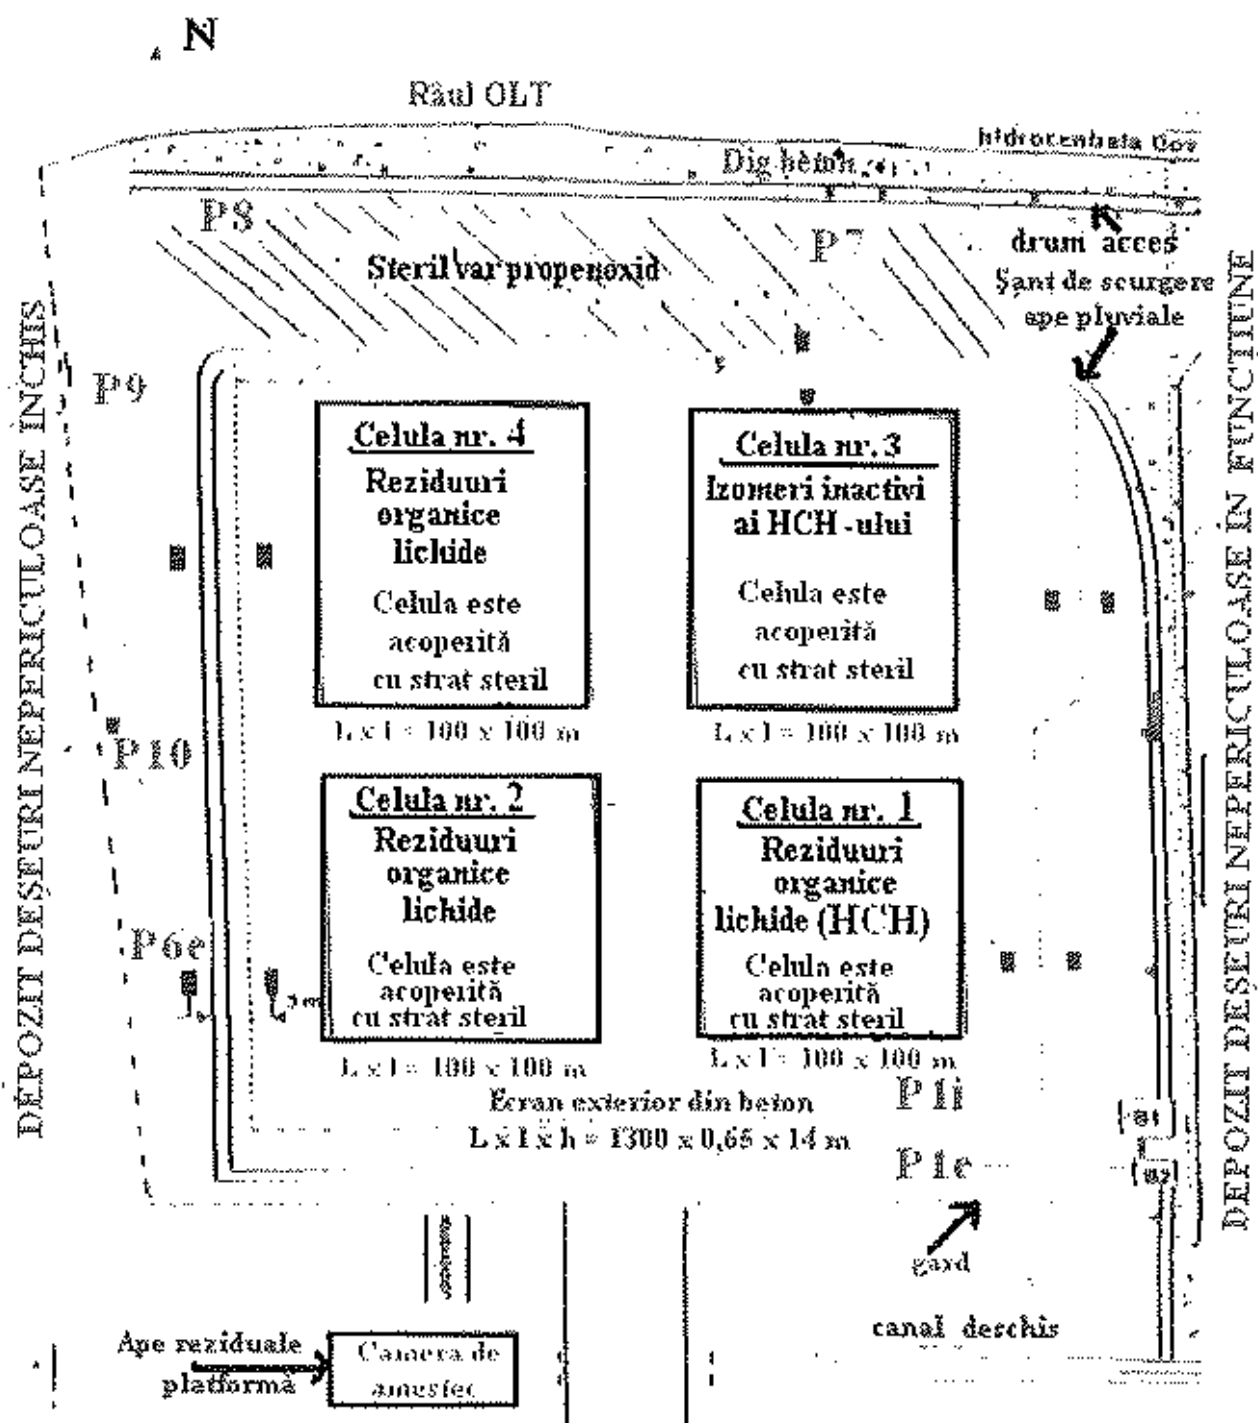 N
Râul OLT
hidrocentrala
Dig beton
P8
P7
drum acces
Steril var propenoxid
Şant de scurgere
ape pluviale
P9
DEPOZIT DEŞEURI NEPERICULOASE INCHIS
DEPOZIT DEŞEURI NEPERICULOASE ÎN FUNCTIUNE
Celula nr. 4
Reziduuri
organice
lichide
Celula este
acoperită
cu strat steril
L x l = 100 x 100 m
Celula nr. 3
Izomeri inactivi
ai HCH -ului
Celula este
acoperită
cu strat steril
L x l = 100 x 100 m
P10
Celula nr. 2
Reziduuri
organice
lichide
Celula este
acoperită
cu strat steril
L x l = 100 x 100 m
Celula nr. 1
Reziduuri
organice
lichide (HCH)
Celula este
acoperită
cu strat steril
L x l = 100 x 100 m
P6e
Ecran exterior din beton
L x l x h = 1300 x 0,65 x 14 m
P1i
P1e
gard
canal deschis
Ape reziduale
platformă
Camera de
amestec